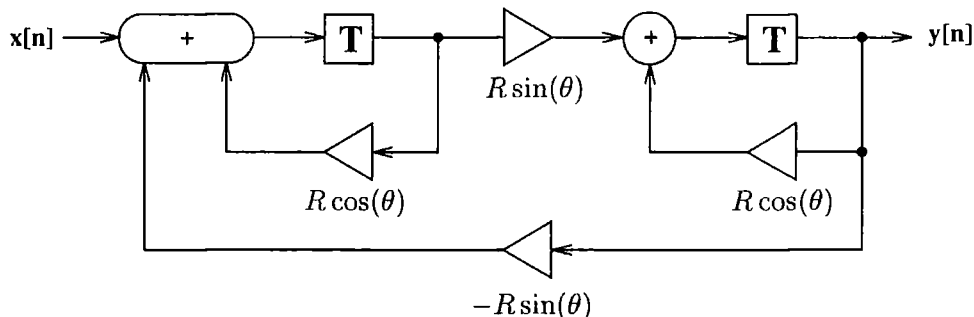 x[n] + T + T y[n]
R sin(θ)
R cos(θ) R cos(θ)
−R sin(θ)